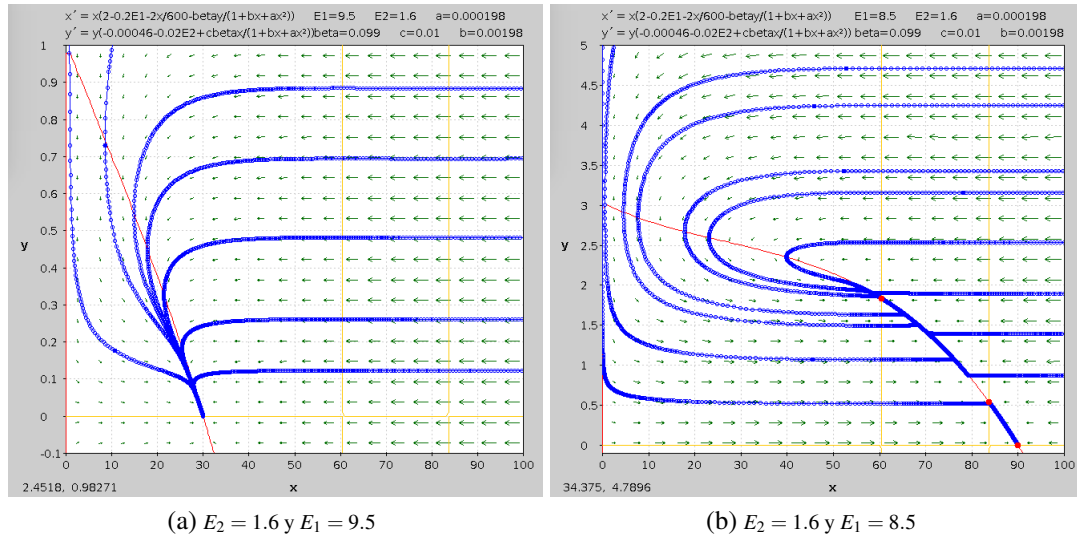 x′ = x(2-0.2E1-2x/600-betay/(1+bx+ax²)) E1=9.5 E2=1.6 a=0.000198
y′ = y(-0.00046-0.02E2+cbetax/(1+bx+ax²)) beta=0.099 c=0.01 b=0.00198
1
0.9
0.8
0.7
0.6
0.5
0.4
0.3
0.2
0.1
0
-0.1
y
0 10 20 30 40 50 60 70 80 90 100
x
2.4518, 0.98271
(a) E2 = 1.6 y E1 = 9.5
x′ = x(2-0.2E1-2x/600-betay/(1+bx+ax²)) E1=8.5 E2=1.6 a=0.000198
y′ = y(-0.00046-0.02E2+cbetax/(1+bx+ax²)) beta=0.099 c=0.01 b=0.00198
5
4.5
4
3.5
3
2.5
2
1.5
1
0.5
0
y
0 10 20 30 40 50 60 70 80 90 100
x
34.375, 4.7896
(b) E2 = 1.6 y E1 = 8.5